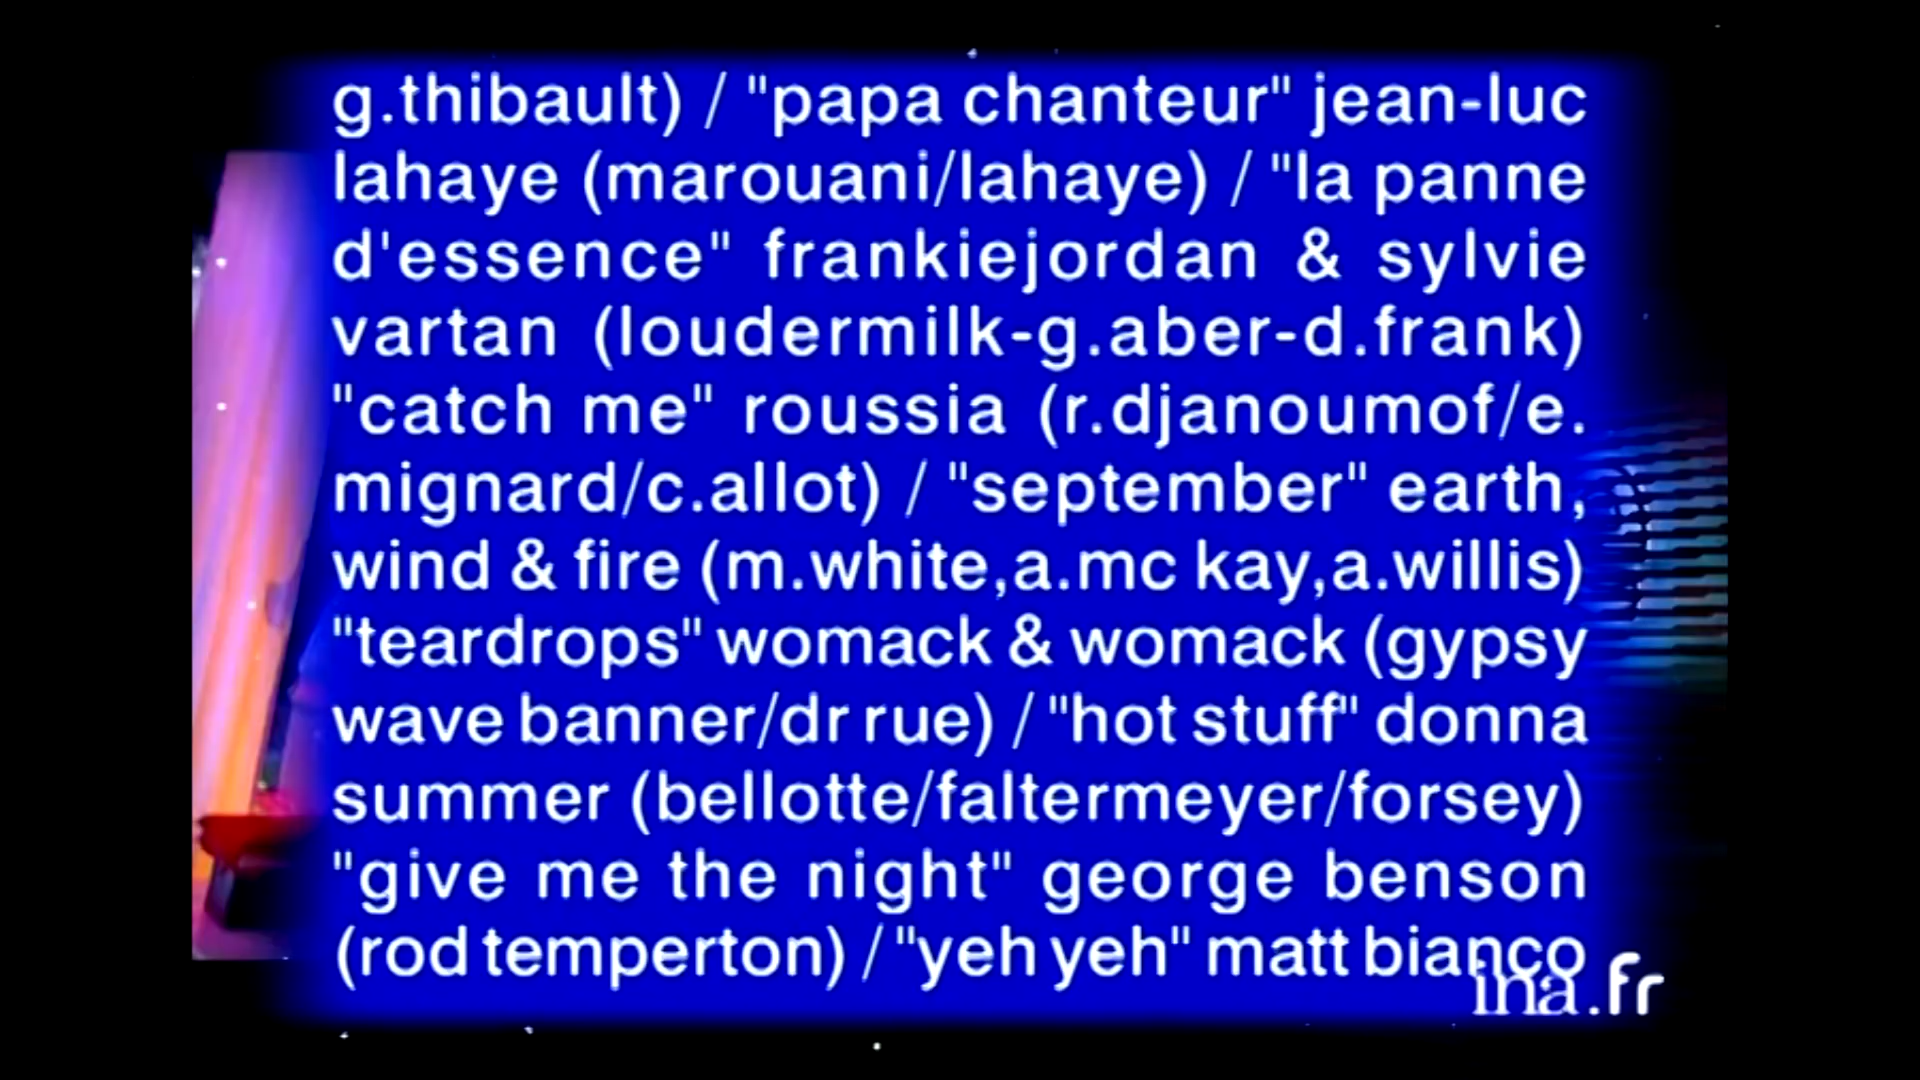 g.thibault) / "papa chanteur" jean-luc
lahaye (marouani/lahaye) / "la panne
d'essence" frankiejordan & sylvie
vartan (loudermilk-g.aber-d.frank)
"catch me" roussia (r.djanoumof/e.
mignard/c.allot) / "september" earth,
wind & fire (m.white,a.mc kay,a.willis)
"teardrops" womack & womack (gypsy
wave banner/dr rue) / "hot stuff" donna
summer (bellotte/faltermeyer/forsey)
"give me the night" george benson
(rod temperton) / "yeh yeh" matt bianco
ina.fr